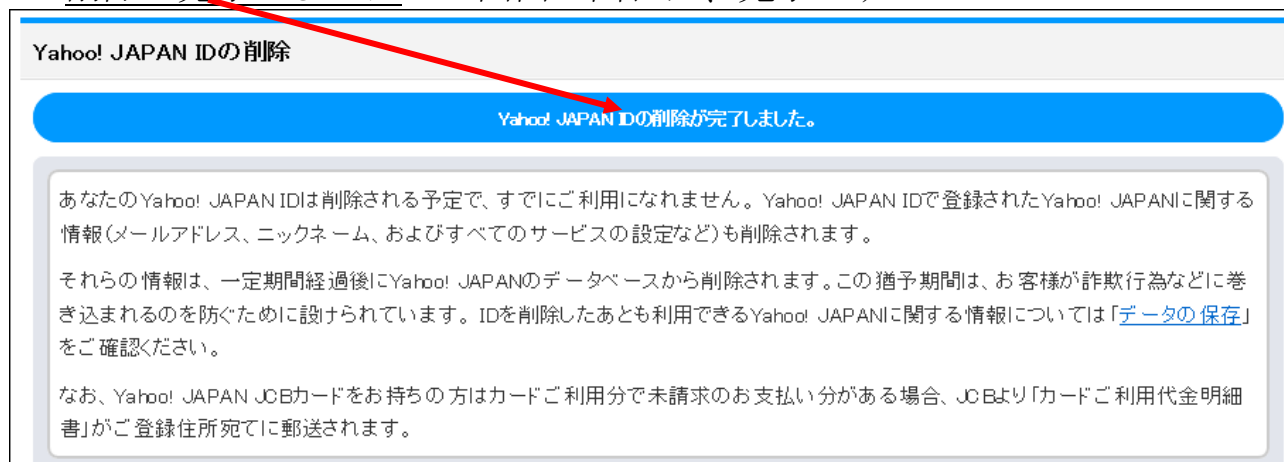 Yahoo! JAPAN IDの削除
Yahoo! JAPAN IDの削除が完了しました。
あなたのYahoo! JAPAN IDは削除される予定で、すでにご利用になれません。Yahoo! JAPAN IDで登録されたYahoo! JAPANに関する
情報(メールアドレス、ニックネーム、およびすべてのサービスの設定など)も削除されます。
それらの情報は、一定期間経過後にYahoo! JAPANのデータベースから削除されます。この猶予期間は、お客様が詐欺行為などに巻
き込まれるのを防ぐために設けられています。IDを削除したあとも利用できるYahoo! JAPANに関する情報については「データの保存」
をご確認ください。
なお、Yahoo! JAPAN JCBカードをお持ちの方はカードご利用分で未請求のお支払い分がある場合、JCBより「カードご利用代金明細
書」がご登録住所宛てに郵送されます。